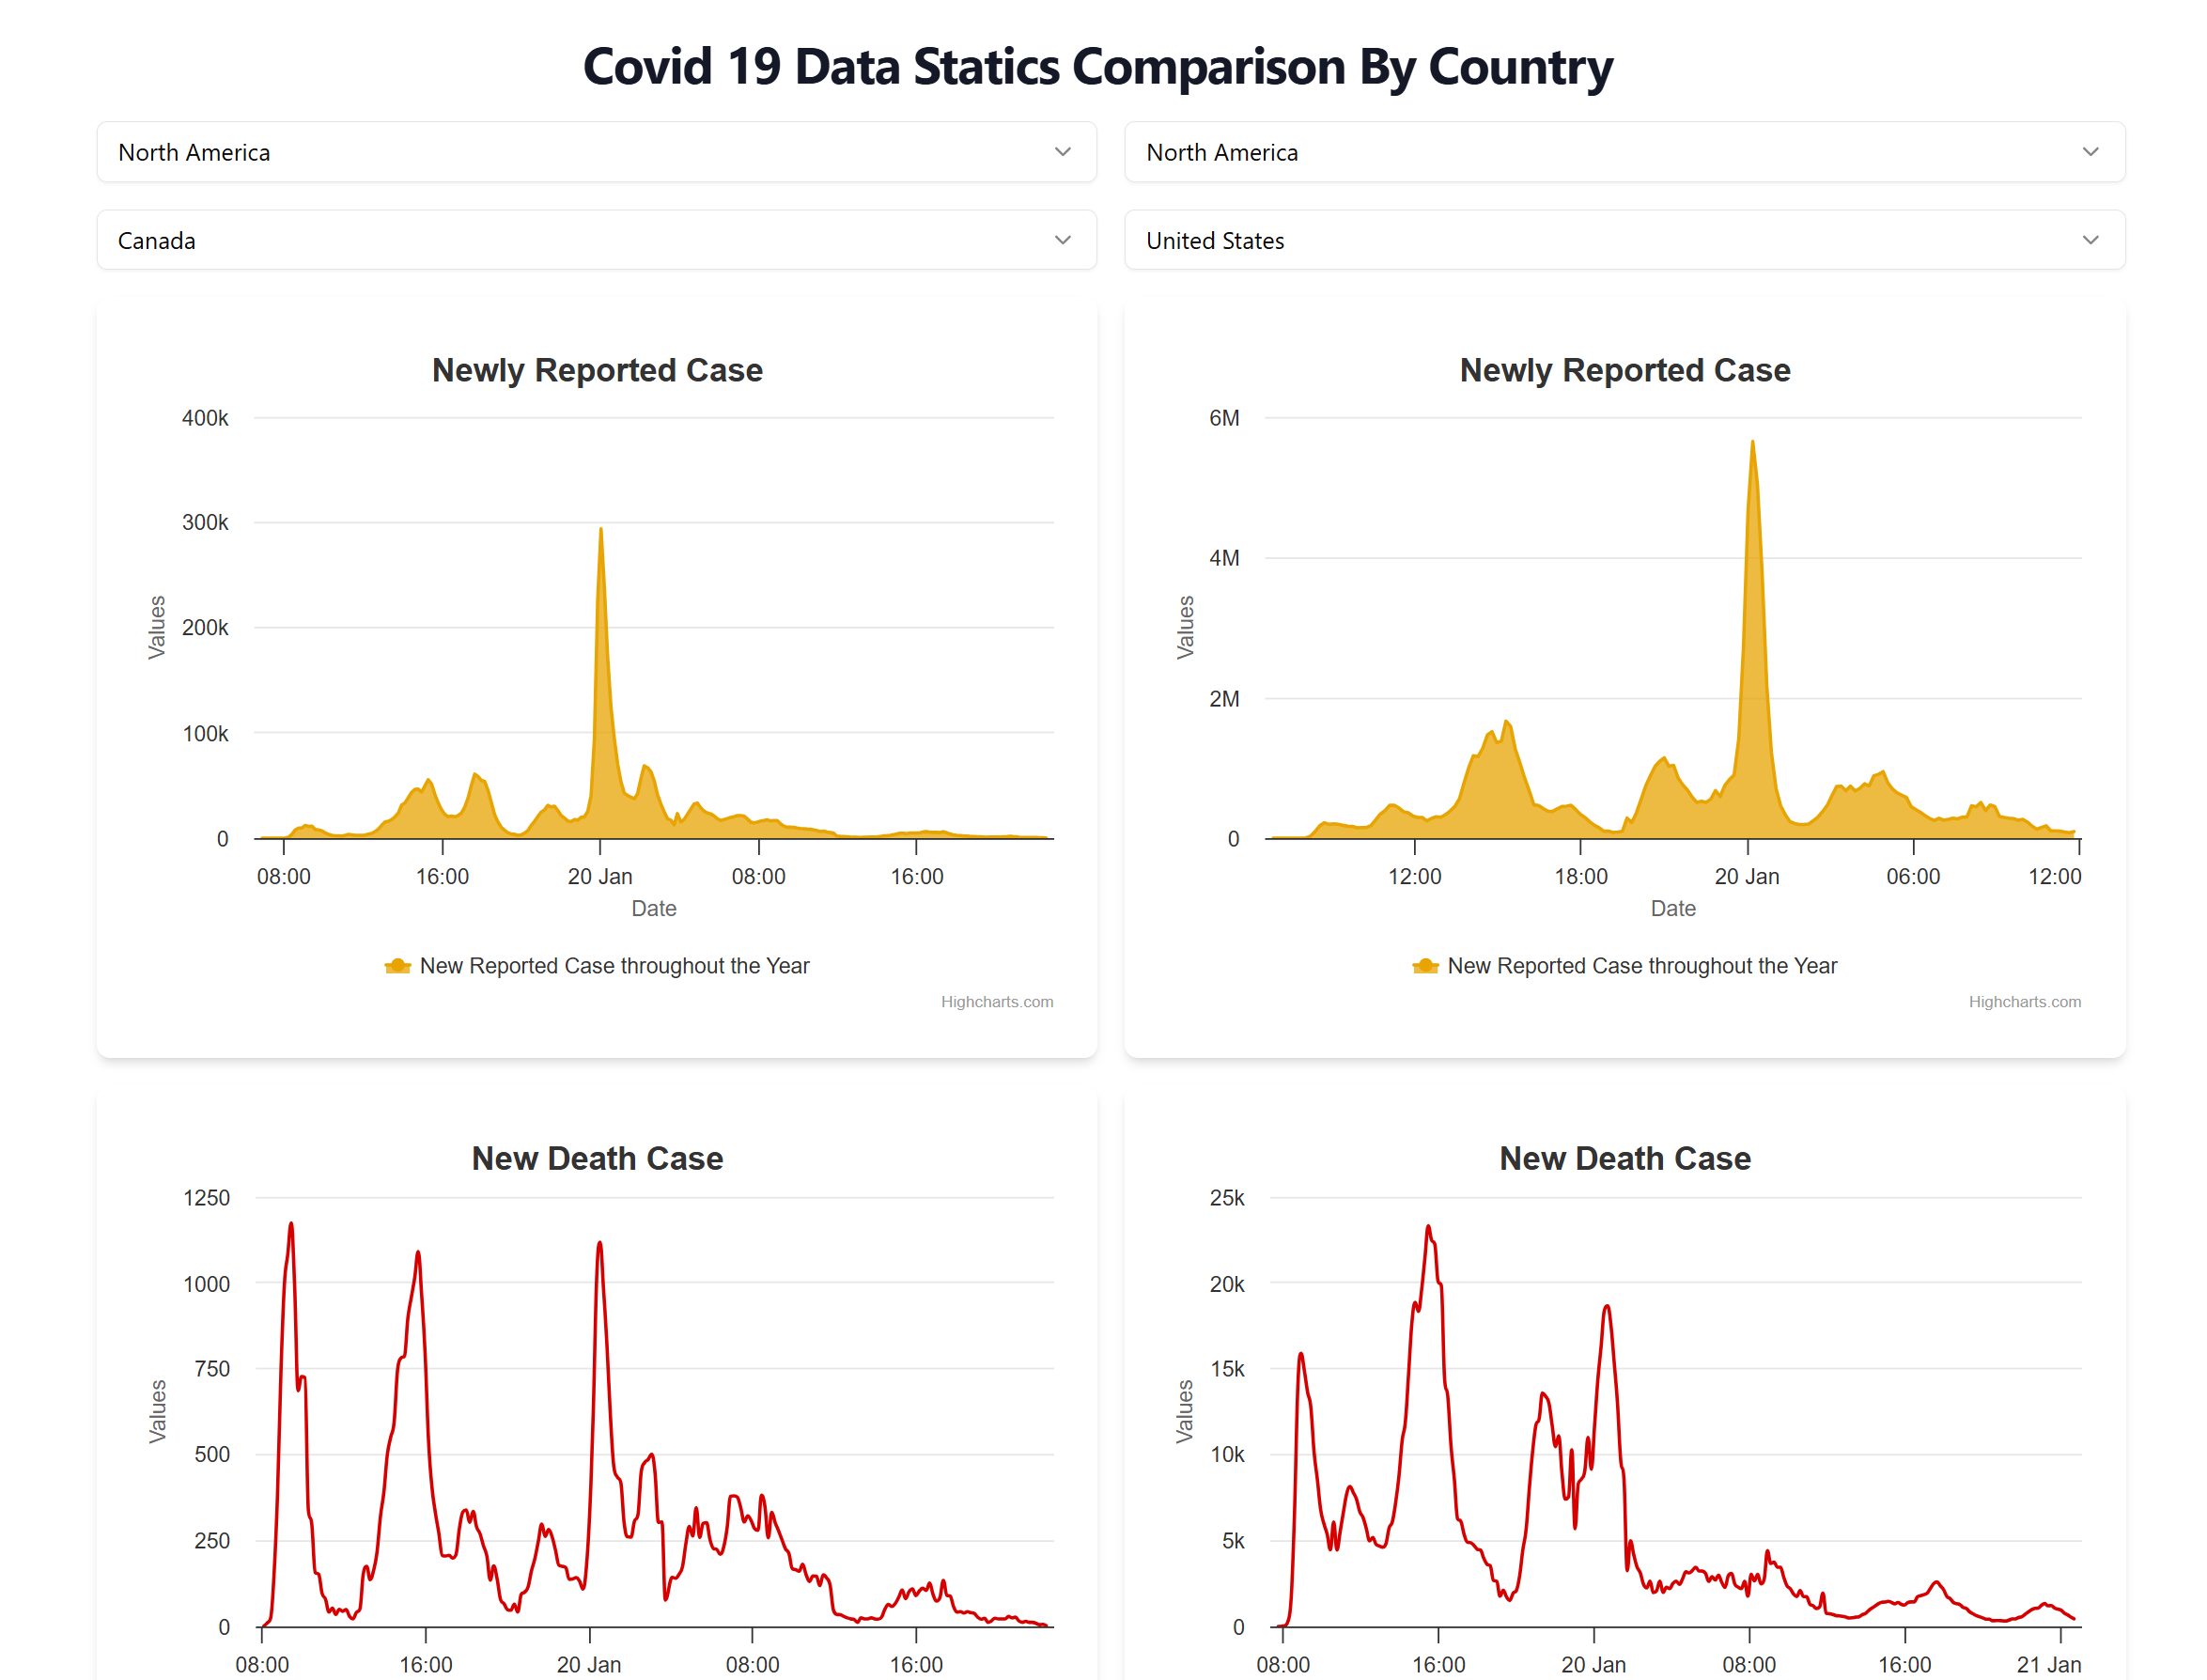 Covid 19 Data Statics Comparison By Country
North America
North America
Canada
United States
Newly Reported Case
400k
300k
200k
100k
0
Values
08:00 16:00 20 Jan 08:00 16:00
Date
New Reported Case throughout the Year
Highcharts.com
Newly Reported Case
6M
4M
2M
0
Values
12:00 18:00 20 Jan 06:00 12:00
Date
New Reported Case throughout the Year
Highcharts.com
New Death Case
1250
1000
750
500
250
0
Values
08:00 16:00 20 Jan 08:00 16:00
New Death Case
25k
20k
15k
10k
5k
0
Values
08:00 16:00 20 Jan 08:00 16:00 21 Jan